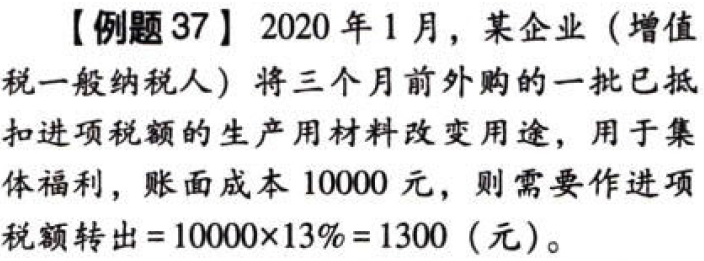 【例题37】 2020年1月，某企业（增值
税一般纳税人）将三个月前外购的一批已抵
扣进项税额的生产用材料改变用途，用于集
体福利，账面成本10000元，则需要作进项
税额转出=10000×13%=1300（元）。